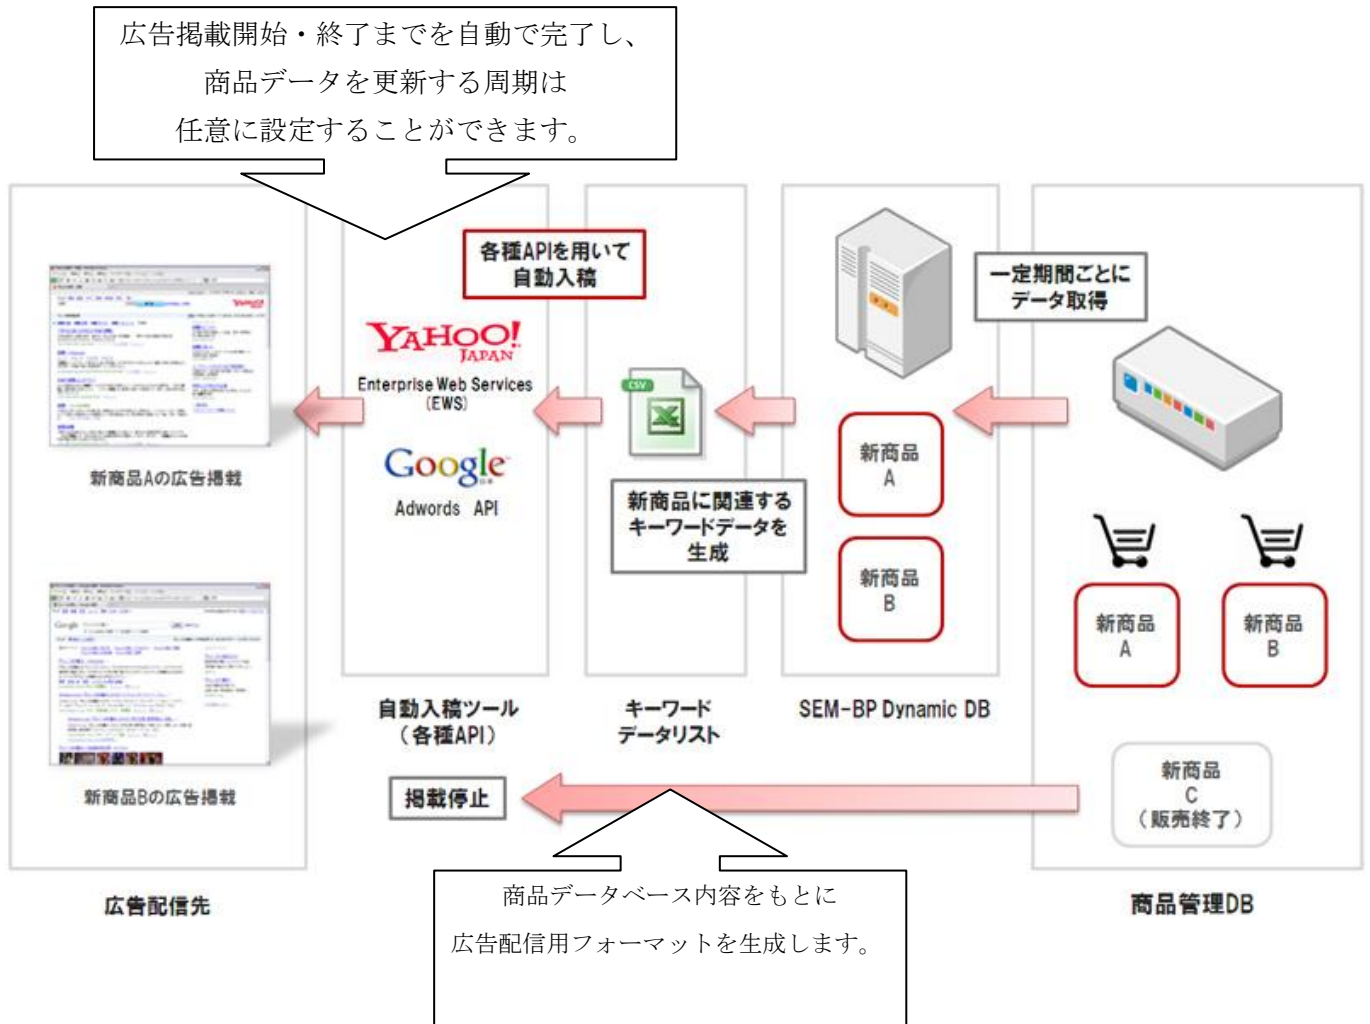 広告掲載開始・終了までを自動で完了し、
商品データを更新する周期は
任意に設定することができます。
各種APIを用いて
自動入稿
YAHOO!
JAPAN
Enterprise Web Services
(EWS)
Google
Adwords API
CSV
新商品に関連する
キーワードデータを
生成
一定期間ごとに
データ取得
新商品
A
新商品
B
新商品
A
新商品
B
新商品Aの広告掲載
新商品Bの広告掲載
自動入稿ツール
(各種API)
キーワード
データリスト
SEM-BP Dynamic DB
掲載停止
新商品
C
(販売終了)
広告配信先
商品管理DB
商品データベース内容をもとに
広告配信用フォーマットを生成します。